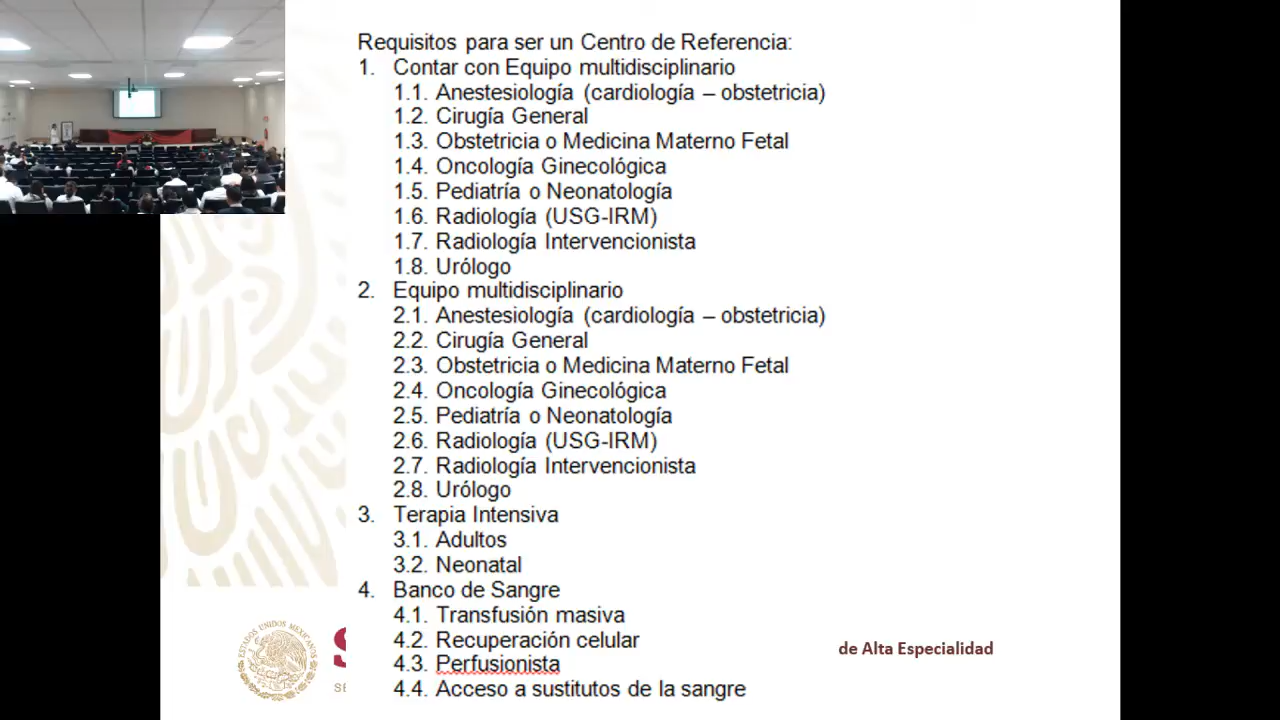 Requisitos para ser un Centro de Referencia:
1. Contar con Equipo multidisciplinario
1.1. Anestesiología (cardiología – obstetricia)
1.2. Cirugía General
1.3. Obstetricia o Medicina Materno Fetal
1.4. Oncología Ginecológica
1.5. Pediatría o Neonatología
1.6. Radiología (USG-IRM)
1.7. Radiología Intervencionista
1.8. Urólogo
2. Equipo multidisciplinario
2.1. Anestesiología (cardiología – obstetricia)
2.2. Cirugía General
2.3. Obstetricia o Medicina Materno Fetal
2.4. Oncología Ginecológica
2.5. Pediatría o Neonatología
2.6. Radiología (USG-IRM)
2.7. Radiología Intervencionista
2.8. Urólogo
3. Terapia Intensiva
3.1. Adultos
3.2. Neonatal
4. Banco de Sangre
4.1. Transfusión masiva
4.2. Recuperación celular
4.3. Perfusionista
4.4. Acceso a sustitutos de la sangre
ESTADOS UNIDOS MEXICANOS
de Alta Especialidad